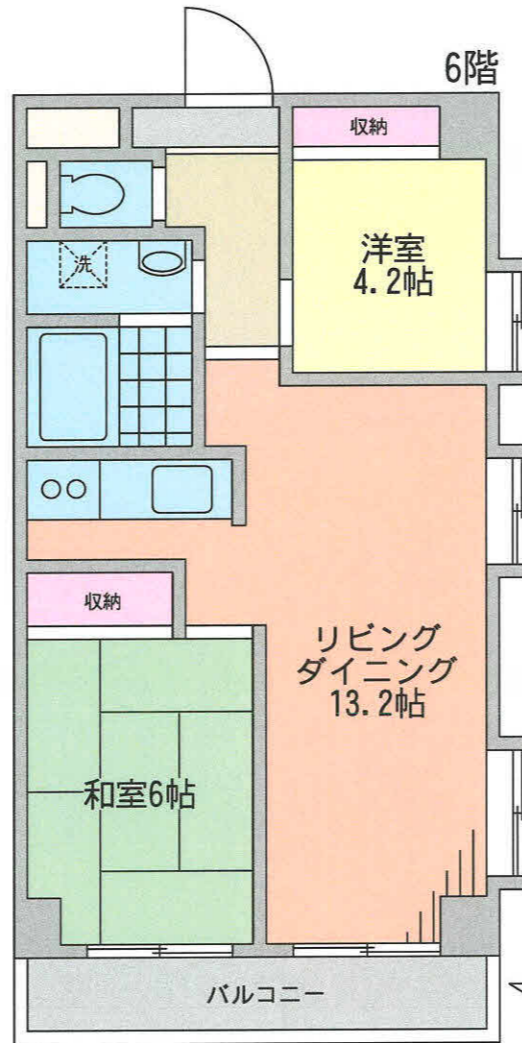 6階
収納
洋室
4.2帖
洗
収納
リビング
ダイニング
13.2帖
和室6帖
バルコニー